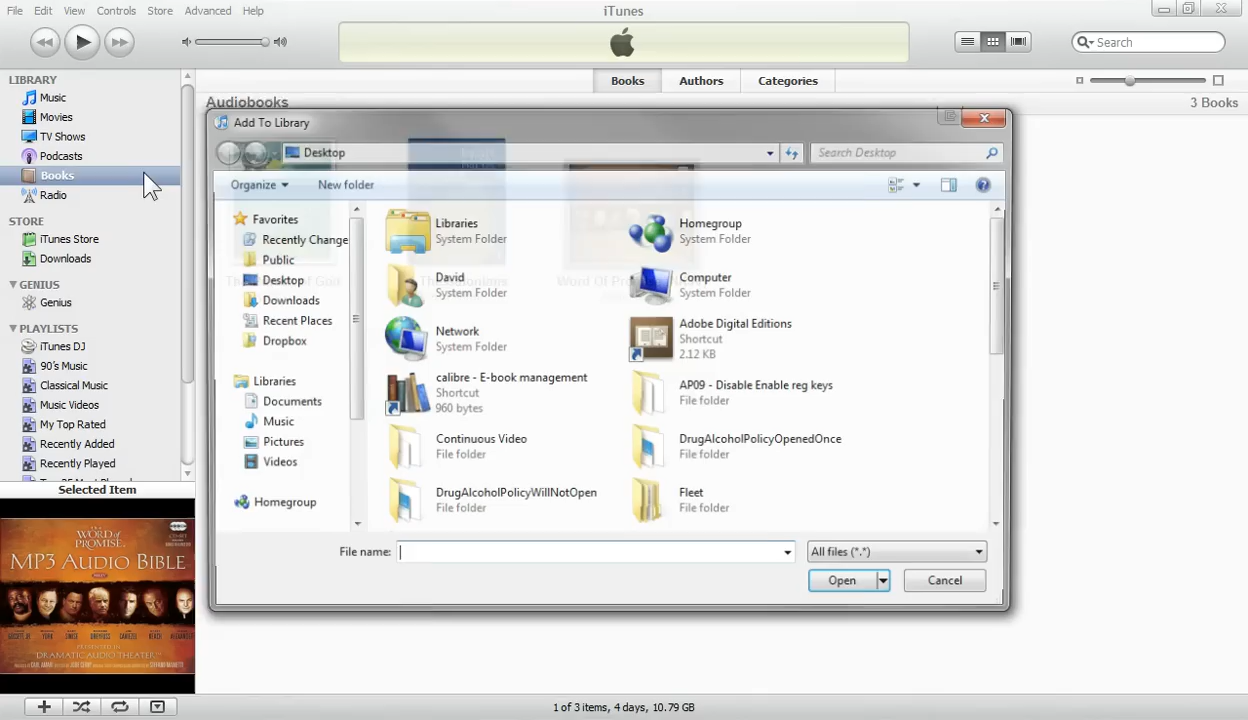 File Edit View Controls Store Advanced Help
iTunes
Search
LIBRARY
Music
Movies
TV Shows
Podcasts
Books
Radio
STORE
iTunes Store
Downloads
GENIUS
Genius
PLAYLISTS
iTunes DJ
90's Music
Classical Music
Music Videos
My Top Rated
Recently Added
Recently Played
Selected Item
THE WORD OF PROMISE
MP3 AUDIO BIBLE
DRAMATIC AUDIO THEATER
Books Authors Categories
Audiobooks
3 Books
Add To Library
Desktop
Search Desktop
Organize New folder
Favorites
Recently Change
Public
Desktop
Downloads
Recent Places
Dropbox
Libraries
Documents
Music
Pictures
Videos
Homegroup
Libraries
System Folder
Homegroup
System Folder
David
System Folder
Computer
System Folder
Network
System Folder
Adobe Digital Editions
Shortcut
2.12 KB
calibre - E-book management
Shortcut
960 bytes
AP09 - Disable Enable reg keys
File folder
Continuous Video
File folder
DrugAlcoholPolicyOpenedOnce
File folder
DrugAlcoholPolicyWillNotOpen
File folder
Fleet
File folder
File name:
All files (*.*)
Open Cancel
1 of 3 items, 4 days, 10.79 GB